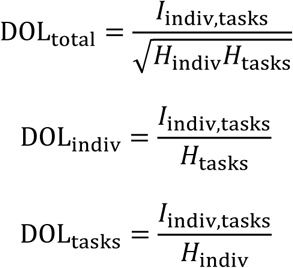 DOL_total = I_indiv,tasks / √(H_indiv H_tasks)
DOL_indiv = I_indiv,tasks / H_tasks
DOL_tasks = I_indiv,tasks / H_indiv